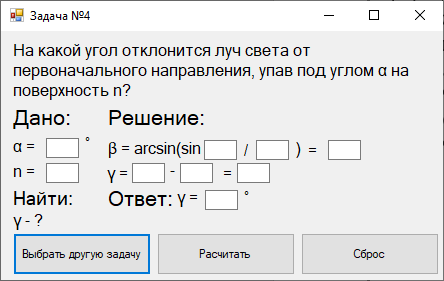 Задача №4
На какой угол отклонится луч света от
первоначального направления, упав под углом α на
поверхность n?
Дано: Решение:
α = ° β = arcsin(sin / ) =
n = γ = - =
Найти: Ответ: γ = °
γ - ?
Выбрать другую задачу Расчитать Сброс